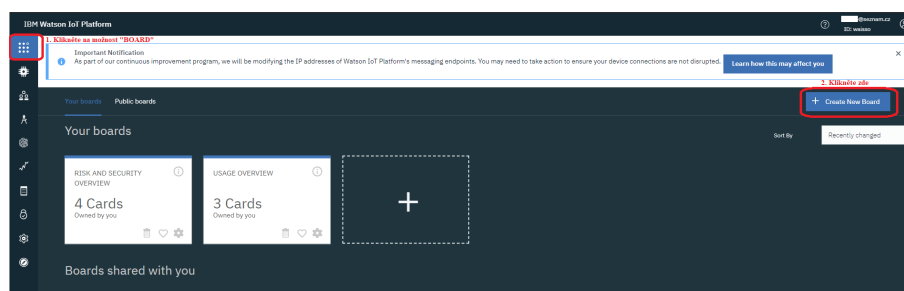 IBM Watson IoT Platform
@seznam.cz
ID: waisso
1. Klikněte na možnost "BOARD"
Important Notification
As part of our continuous improvement program, we will be modifying the IP addresses of Watson IoT Platform's messaging endpoints. You may need to take action to ensure your device connections are not disrupted.
Learn how this may affect you
2. Klikněte zde
Your boards
Public boards
+ Create New Board
Your boards
Sort By
Recently changed
RISK AND SECURITY
OVERVIEW
4 Cards
Owned by you
USAGE OVERVIEW
3 Cards
Owned by you
Boards shared with you